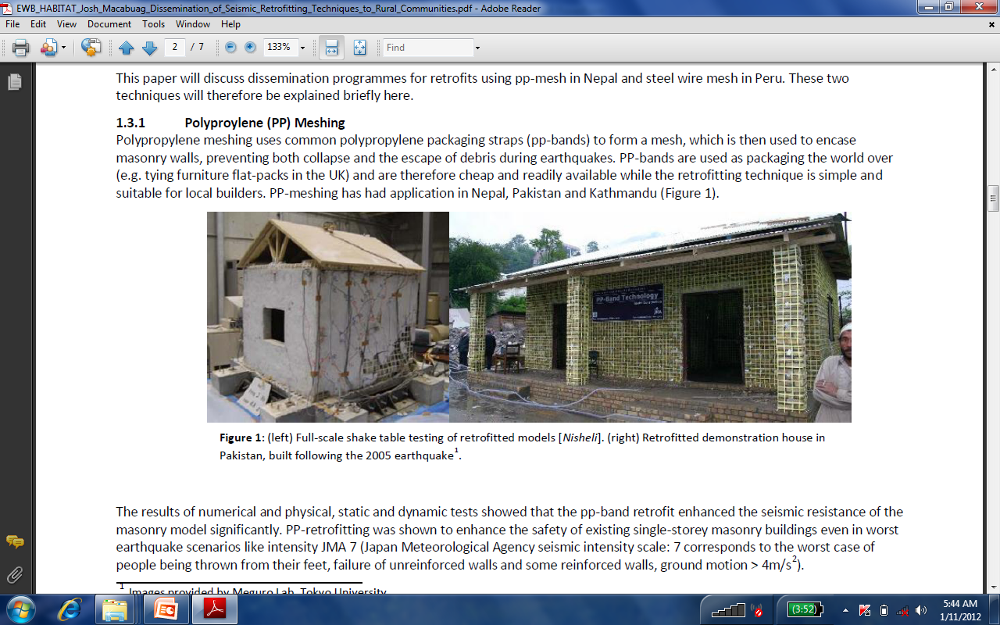 EWB_HABITAT_Josh_Macabuag_Dissemination_of_Seismic_Retrofitting_Techniques_to_Rural_Communities.pdf - Adobe Reader
File Edit View Document Tools Window Help
2 / 7 133% Find
This paper will discuss dissemination programmes for retrofits using pp-mesh in Nepal and steel wire mesh in Peru. These two
techniques will therefore be explained briefly here.
1.3.1 Polyproylene (PP) Meshing
Polypropylene meshing uses common polypropylene packaging straps (pp-bands) to form a mesh, which is then used to encase
masonry walls, preventing both collapse and the escape of debris during earthquakes. PP-bands are used as packaging the world over
(e.g. tying furniture flat-packs in the UK) and are therefore cheap and readily available while the retrofitting technique is simple and
suitable for local builders. PP-meshing has had application in Nepal, Pakistan and Kathmandu (Figure 1).
PP-Band Technology
Figure 1: (left) Full-scale shake table testing of retrofitted models [Nisheli]. (right) Retrofitted demonstration house in
Pakistan, built following the 2005 earthquake1.
The results of numerical and physical, static and dynamic tests showed that the pp-band retrofit enhanced the seismic resistance of the
masonry model significantly. PP-retrofitting was shown to enhance the safety of existing single-storey masonry buildings even in worst
earthquake scenarios like intensity JMA 7 (Japan Meteorological Agency seismic intensity scale: 7 corresponds to the worst case of
people being thrown from their feet, failure of unreinforced walls and some reinforced walls, ground motion > 4m/s2).
1 Images provided by Meguro Lab, Tokyo University
(3:52) 5:44 AM
1/11/2012